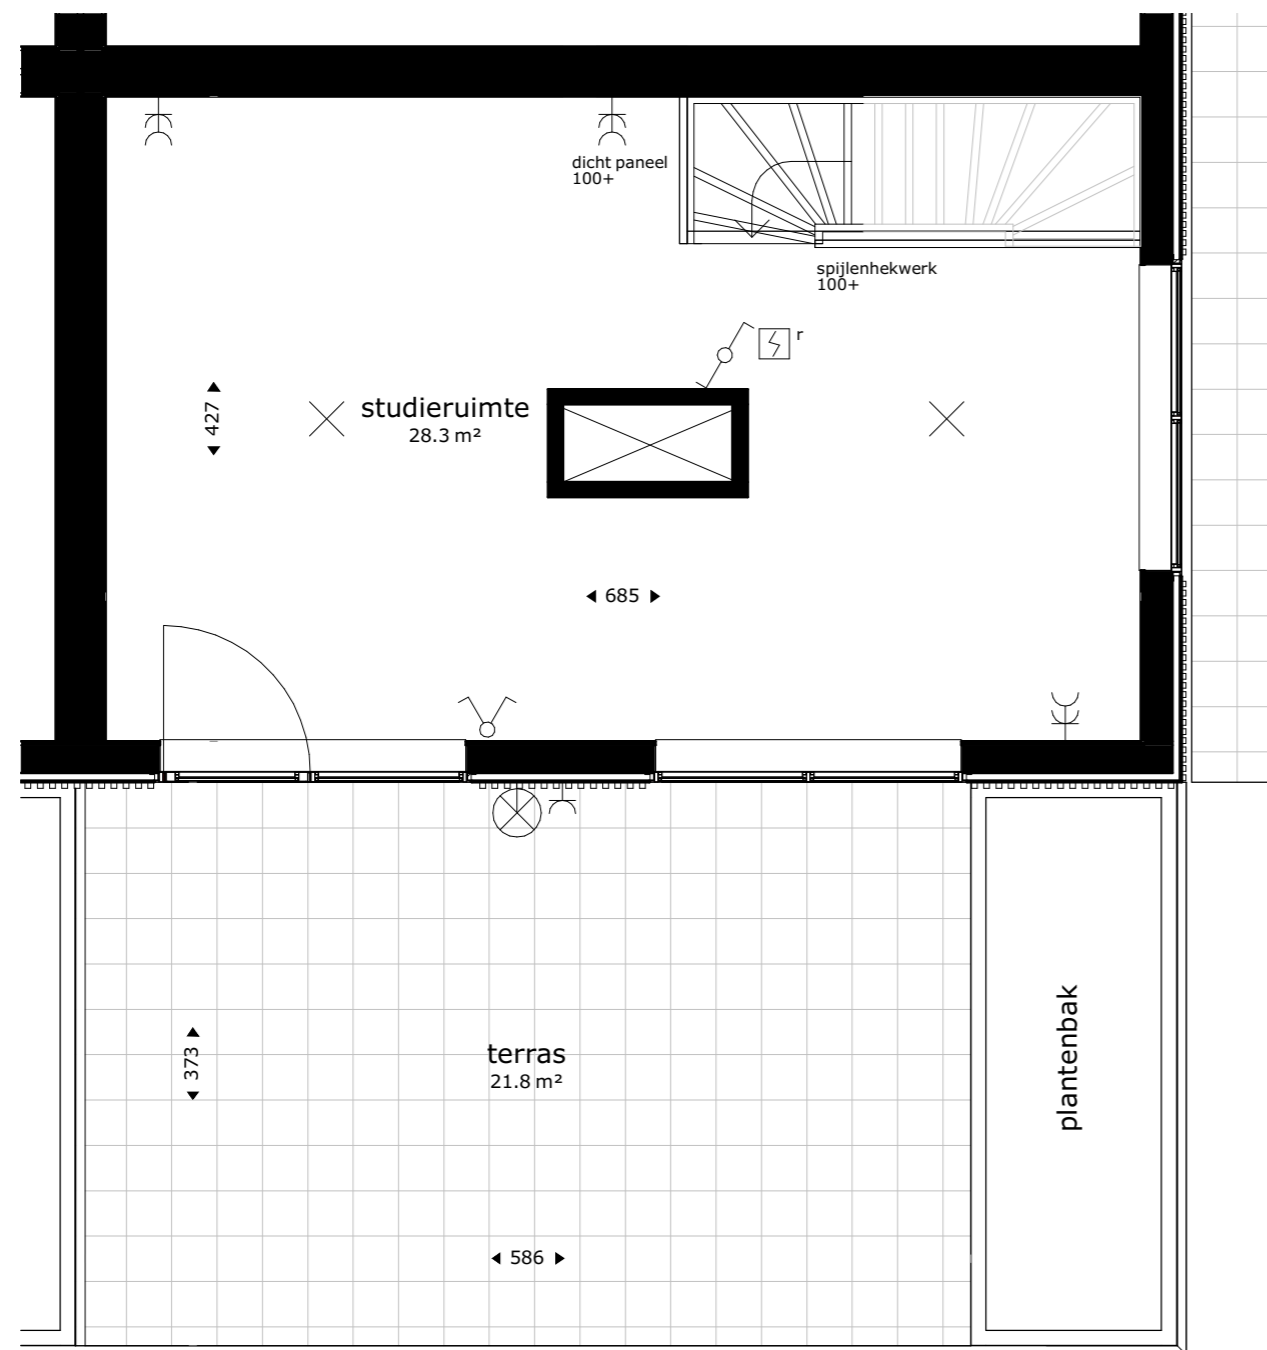 dicht paneel
100+
spijlenhekwerk
100+
r
studieruimte
28.3 m²
427
685
terras
21.8 m²
373
586
plantenbak